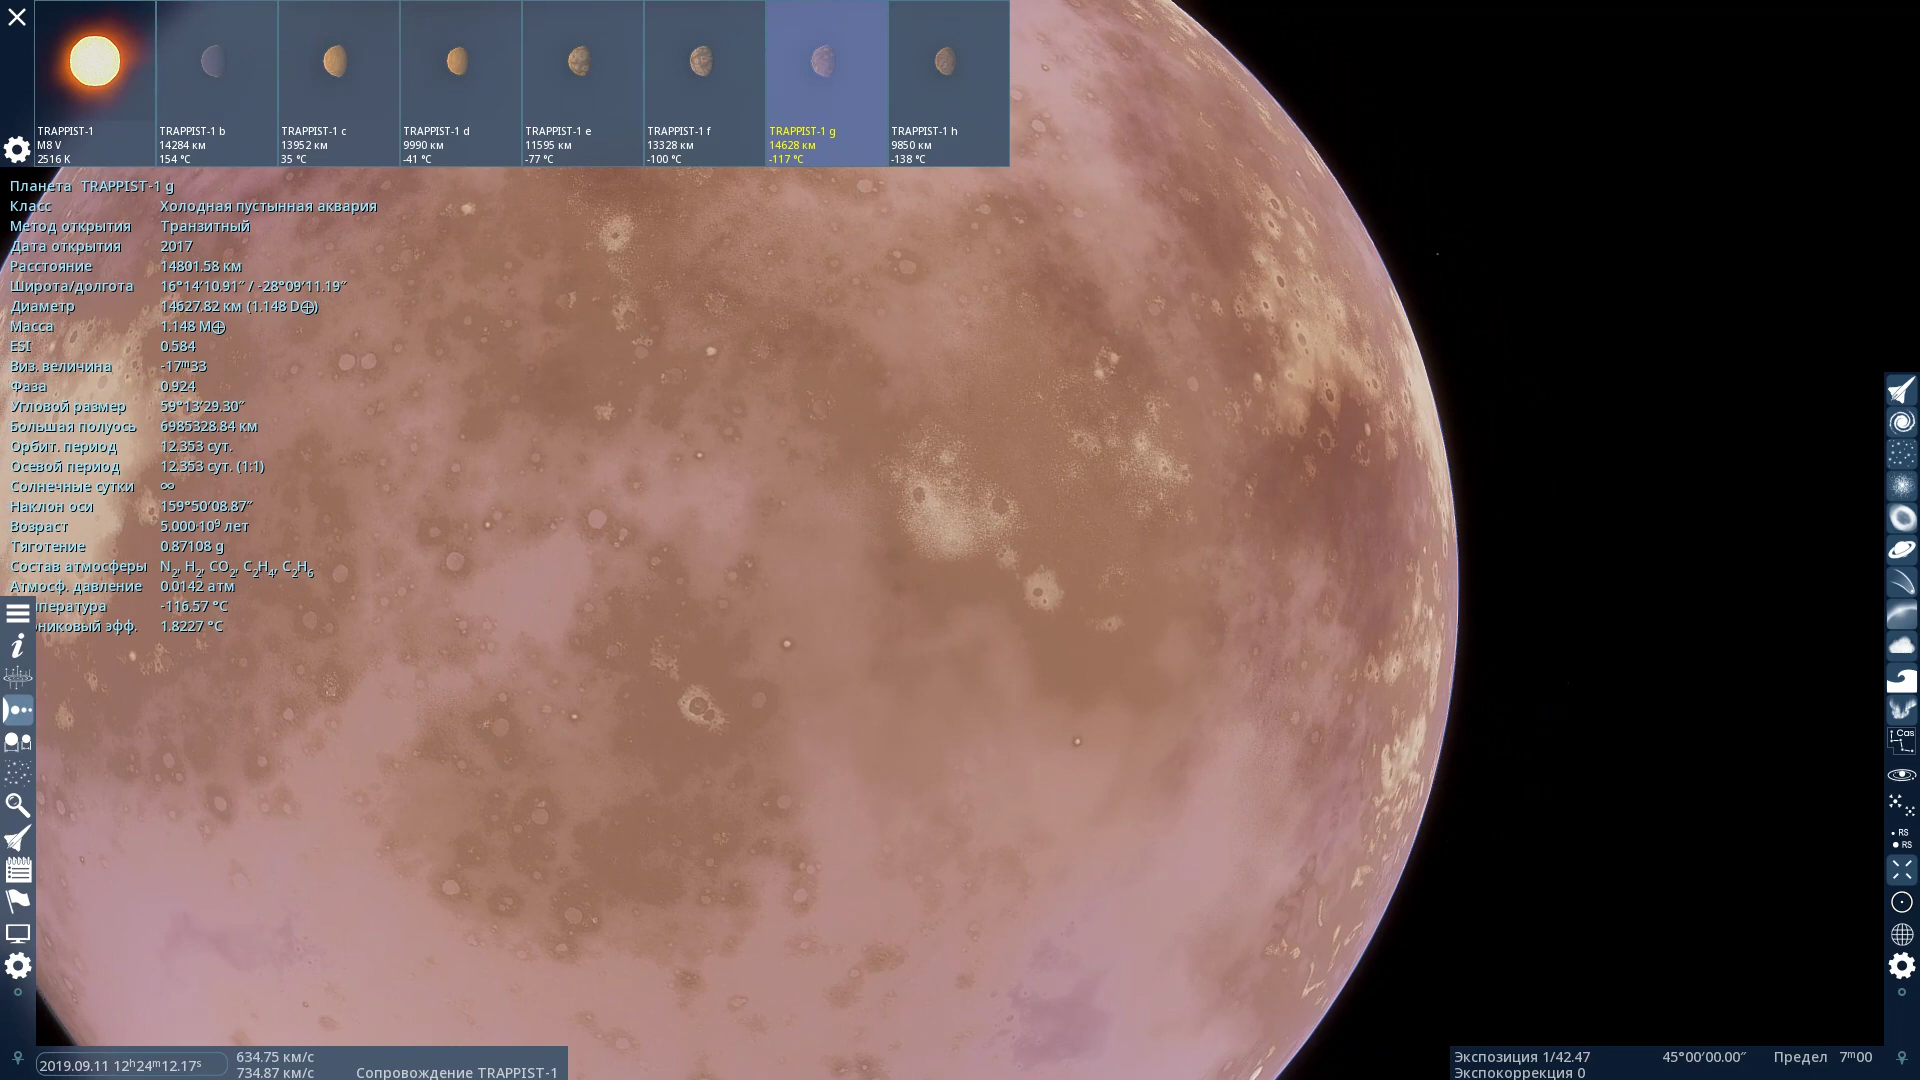 TRAPPIST-1
M8 V
2516 K
TRAPPIST-1 b
14284 км
154 °C
TRAPPIST-1 c
13952 км
35 °C
TRAPPIST-1 d
9990 км
-41 °C
TRAPPIST-1 e
11595 км
-77 °C
TRAPPIST-1 f
13328 км
-100 °C
TRAPPIST-1 g
14628 км
-117 °C
TRAPPIST-1 h
9850 км
-138 °C
Планета TRAPPIST-1 g
Класс Холодная пустынная аквария
Метод открытия Транзитный
Дата открытия 2017
Расстояние 14801.58 км
Широта/долгота 16°14′10.91″ / -28°09′11.19″
Диаметр 14627.82 км (1.148 D⊕)
Масса 1.148 M⊕
ESI 0.584
Виз. величина -17ᵐ33
Фаза 0.924
Угловой размер 59°13′29.30″
Большая полуось 6985328.84 км
Орбит. период 12.353 сут.
Осевой период 12.353 сут. (1:1)
Солнечные сутки ∞
Наклон оси 159°50′08.87″
Возраст 5.000·10⁹ лет
Тяготение 0.87108 g
Состав атмосферы N₂, H₂, CO₂, C₂H₄, C₂H₆
Атмосф. давление 0.0142 атм
пература -116.57 °C
никовый эфф. 1.8227 °C
Cas
RS
RS
2019.09.11 12ʰ24ᵐ12.17ˢ
634.75 км/с
734.87 км/с Сопровождение TRAPPIST-1
Экспозиция 1/42.47 45°00′00.00″ Предел 7ᵐ00
Экспокоррекция 0